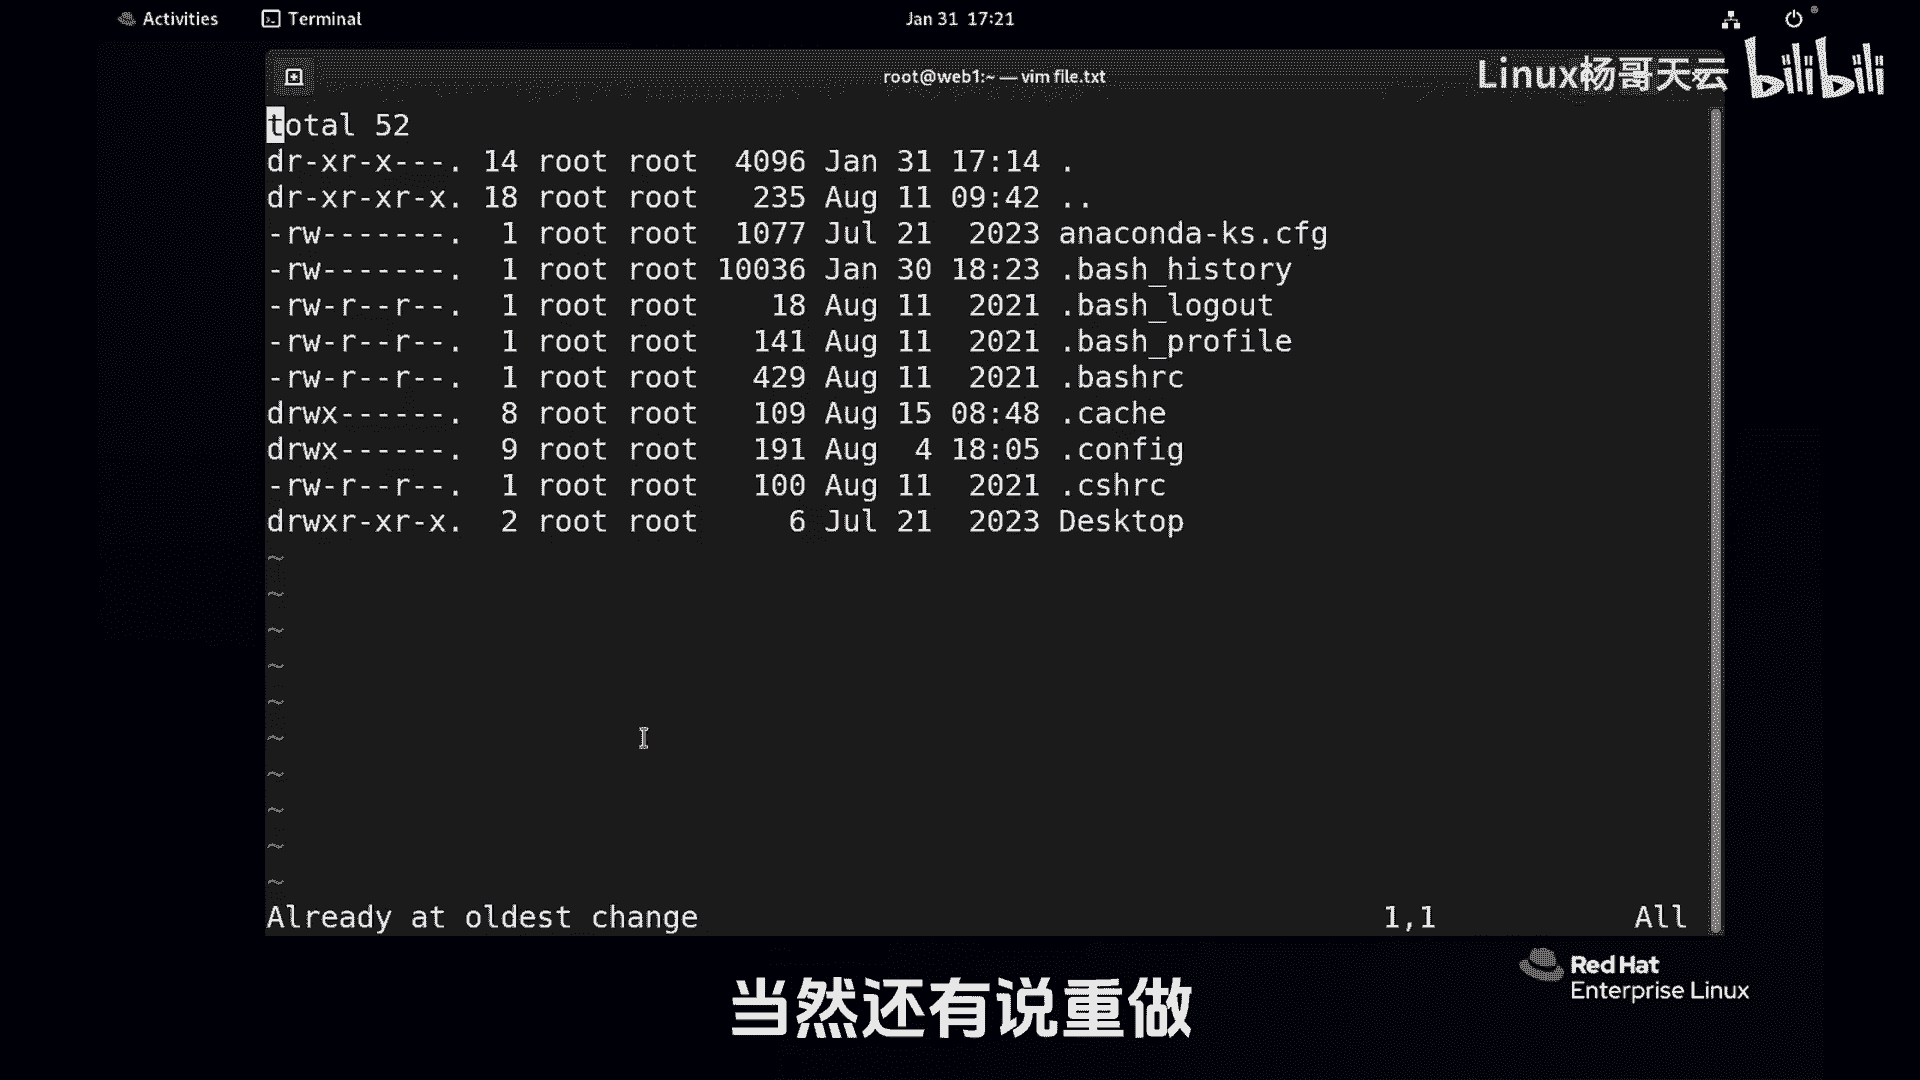 Activities Terminal Jan 31 17:21
root@web1:~ — vim file.txt
Linux杨哥天云 bilibili
total 52
dr-xr-x---. 14 root root  4096 Jan 31 17:14 .
dr-xr-xr-x. 18 root root   235 Aug 11 09:42 ..
-rw-------.  1 root root  1077 Jul 21  2023 anaconda-ks.cfg
-rw-------.  1 root root 10036 Jan 30 18:23 .bash_history
-rw-r--r--.  1 root root    18 Aug 11  2021 .bash_logout
-rw-r--r--.  1 root root   141 Aug 11  2021 .bash_profile
-rw-r--r--.  1 root root   429 Aug 11  2021 .bashrc
drwx------.  8 root root   109 Aug 15 08:48 .cache
drwx------.  9 root root   191 Aug  4 18:05 .config
-rw-r--r--.  1 root root   100 Aug 11  2021 .cshrc
drwxr-xr-x.  2 root root     6 Jul 21  2023 Desktop
~
~
~
~
~
~
~
~
~
~
Already at oldest change 1,1 All
Red Hat
Enterprise Linux
当然还有说重做